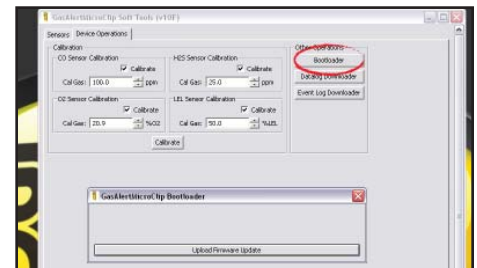 GasAlertMicroClip Soft Tools (v10F)
Sensors Device Operations
Calibration
CO Sensor Calibration
Calibrate
Cal Gas: 100.0 ppm
H2S Sensor Calibration
Calibrate
Cal Gas: 25.0 ppm
O2 Sensor Calibration
Calibrate
Cal Gas: 20.9 %O2
LEL Sensor Calibration
Calibrate
Cal Gas: 50.0 %LEL
Calibrate
Other Operations
Bootloader
Datalog Downloader
Event Log Downloader
GasAlertMicroClip Bootloader
Upload Firmware Update